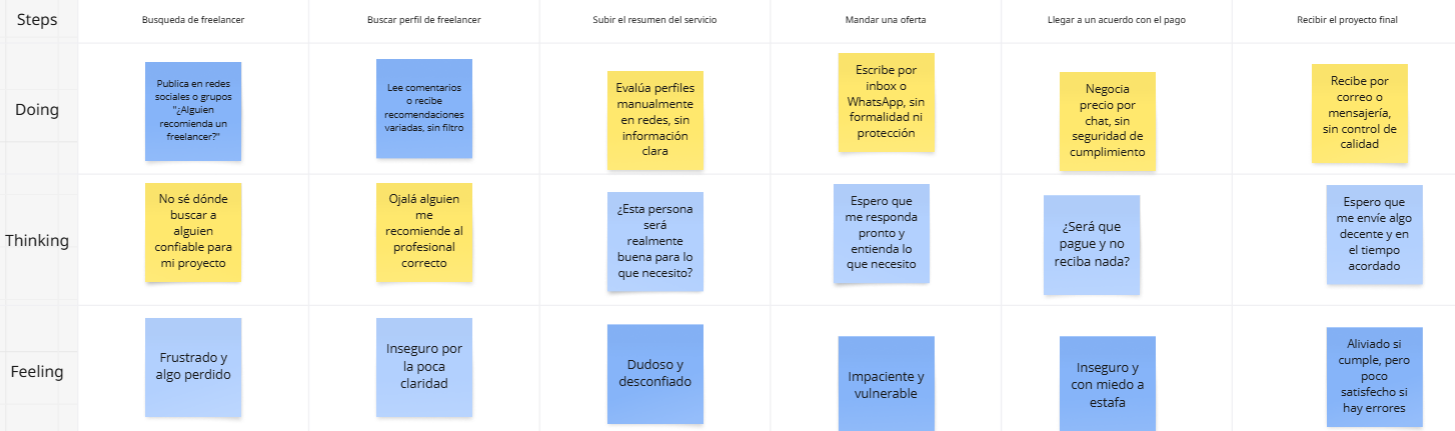 Steps
Busqueda de freelancer
Buscar perfil de freelancer
Subir el resumen del servicio
Mandar una oferta
Llegar a un acuerdo con el pago
Recibir el proyecto final
Doing
Publica en redes
sociales o grupos
"¿Alguien
recomienda un
freelancer?"
Lee comentarios
o recibe
recomendaciones
variadas, sin filtro
Evalúa perfiles
manualmente
en redes, sin
información
clara
Escribe por
inbox o
WhatsApp, sin
formalidad ni
protección
Negocia
precio por
chat, sin
seguridad de
cumplimiento
Recibe por
correo o
mensajería,
sin control de
calidad
Thinking
No sé dónde
buscar a
alguien
confiable para
mi proyecto
Ojalá alguien
me
recomiende al
profesional
correcto
¿Esta persona
será
realmente
buena para lo
que necesito?
Espero que
me responda
pronto y
entienda lo
que necesito
¿Será que
pague y no
reciba nada?
Espero que
me envíe algo
decente y en
el tiempo
acordado
Feeling
Frustrado y
algo perdido
Inseguro por
la poca
claridad
Dudoso y
desconfiado
Impaciente y
vulnerable
Inseguro y
con miedo a
estafa
Aliviado si
cumple, pero
poco
satisfecho si
hay errores